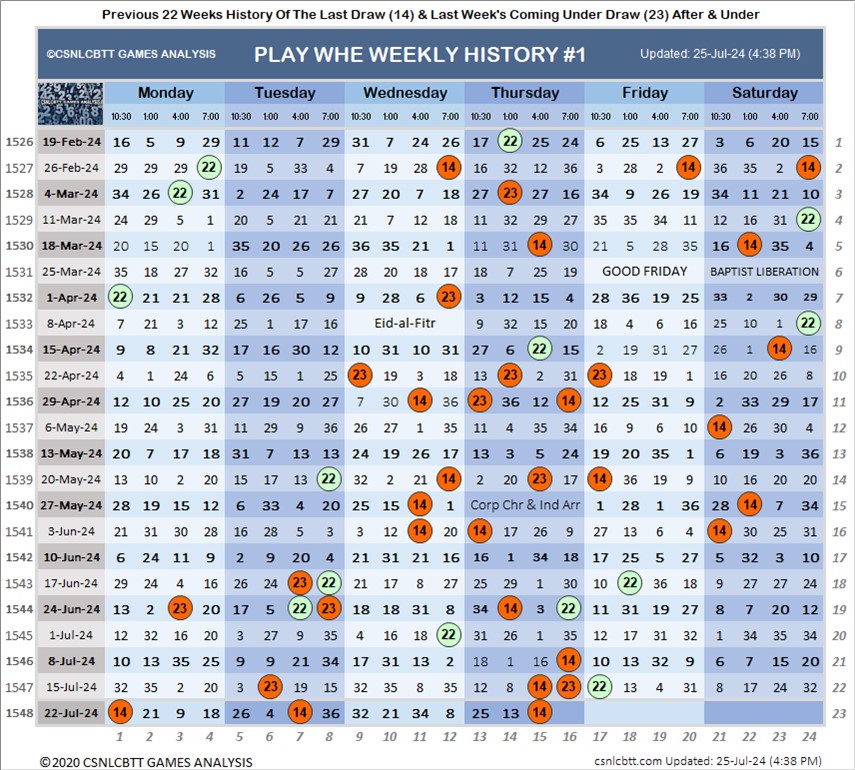 Previous 22 Weeks History Of The Last Draw (14) & Last Week's Coming Under Draw (23) After & Under
©CSNLCBTT GAMES ANALYSIS PLAY WHE WEEKLY HISTORY #1 Updated: 25-Jul-24 (4:38 PM)
Monday Tuesday Wednesday Thursday Friday Saturday
CSNLCBTT GAMES ANALYSIS 10:30 1:00 4:00 7:00 10:30 1:00 4:00 7:00 10:30 1:00 4:00 7:00 10:30 1:00 4:00 7:00 10:30 1:00 4:00 7:00 10:30 1:00 4:00 7:00
1526 19-Feb-24 16 5 9 29 11 12 7 29 31 7 24 26 17 22 25 24 6 25 13 27 3 6 20 15 1
1527 26-Feb-24 29 29 29 22 19 5 33 4 7 19 28 14 16 3 12 36 3 28 2 14 36 35 2 14 2
1528 4-Mar-24 34 26 22 31 2 24 17 7 27 20 7 18 27 23 27 16 34 9 26 19 34 11 21 10 3
1529 11-Mar-24 24 29 5 1 20 5 21 21 21 7 12 18 11 32 29 27 35 35 34 11 12 16 31 22 4
1530 18-Mar-24 20 15 20 1 35 20 26 26 36 35 21 1 11 31 14 30 21 5 28 35 16 14 35 4 5
1531 25-Mar-24 35 18 27 32 16 5 5 27 28 20 18 17 18 7 25 19 GOOD FRIDAY BAPTIST LIBERATION 6
1532 1-Apr-24 22 21 21 28 6 26 5 9 9 28 6 23 3 12 15 4 28 36 19 25 33 2 30 29 7
1533 8-Apr-24 7 21 3 12 25 1 17 16 Eid-al-Fitr 9 32 15 20 18 4 6 16 25 10 1 22 8
1534 15-Apr-24 9 8 21 32 17 16 30 12 10 31 10 31 27 6 22 15 2 19 31 27 26 1 14 16 9
1535 22-Apr-24 4 1 24 6 5 15 1 25 23 19 3 18 13 23 2 31 23 18 19 1 16 20 26 8 10
1536 29-Apr-24 12 10 25 20 27 19 20 27 7 30 14 36 23 36 12 14 12 25 31 9 2 33 29 17 11
1537 6-May-24 19 24 3 31 11 29 9 36 26 27 1 35 11 4 35 34 16 9 6 10 14 26 30 4 12
1538 13-May-24 20 7 17 18 31 7 13 13 24 19 26 17 13 3 5 24 19 20 35 1 6 19 3 36 13
1539 20-May-24 13 10 2 20 15 17 13 22 32 2 21 14 2 20 23 17 14 36 19 9 10 16 20 20 14
1540 27-May-24 28 19 15 12 6 33 4 20 25 15 14 1 Corp Chr & Ind Arr 1 28 1 36 28 14 7 34 15
1541 3-Jun-24 21 31 30 28 16 28 5 3 3 12 14 20 14 17 26 9 27 13 6 4 14 30 25 31 16
1542 10-Jun-24 6 24 11 9 2 9 20 4 21 31 21 16 16 1 34 18 17 25 5 27 5 32 3 10 17
1543 17-Jun-24 29 24 4 16 26 24 23 22 21 17 8 27 25 29 1 30 10 22 36 18 9 27 27 24 18
1544 24-Jun-24 13 2 23 20 17 5 22 23 18 18 31 8 34 14 3 22 11 31 19 27 8 7 20 12 19
1545 1-Jul-24 12 32 16 20 3 27 9 35 4 16 18 22 31 26 1 35 12 17 31 32 1 34 35 34 20
1546 8-Jul-24 10 13 35 25 9 9 21 34 17 31 13 2 18 1 16 14 10 13 32 9 6 7 15 20 21
1547 15-Jul-24 32 35 2 20 3 23 19 15 32 35 8 35 12 8 14 23 22 13 4 31 8 17 24 32 22
1548 22-Jul-24 14 21 9 18 26 4 14 36 32 21 34 8 25 13 14 23
1 2 3 4 5 6 7 8 9 10 11 12 13 14 15 16 17 18 19 20 21 22 23 24
©2020 CSNLCBTT GAMES ANALYSIS csnlcbtt.com Updated: 25-Jul-24 (4:38 PM)